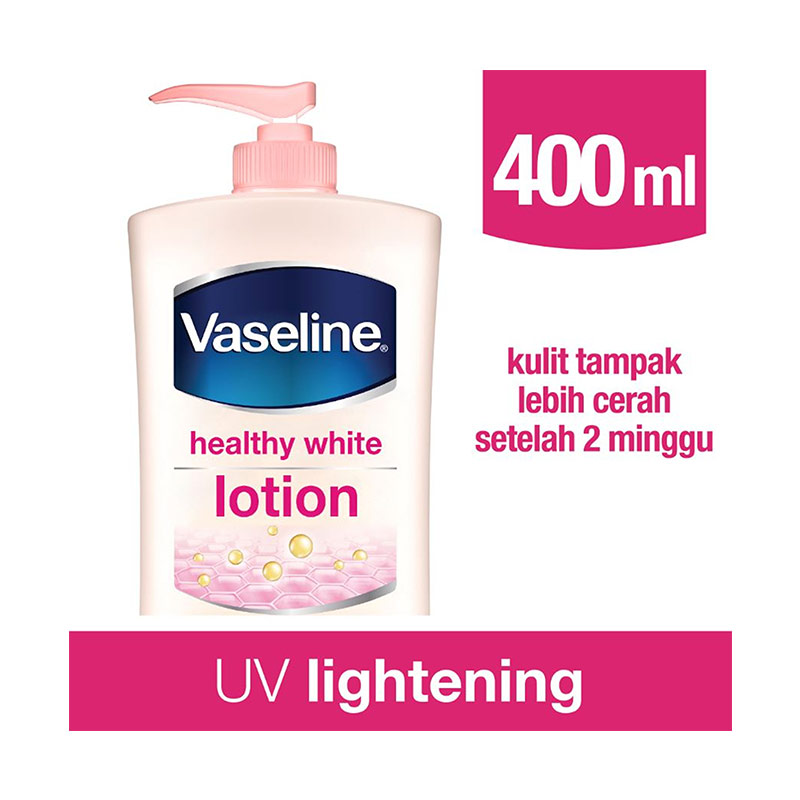 400 ml
Vaseline®
healthy white
lotion
kulit tampak
lebih cerah
setelah 2 minggu
UV lightening